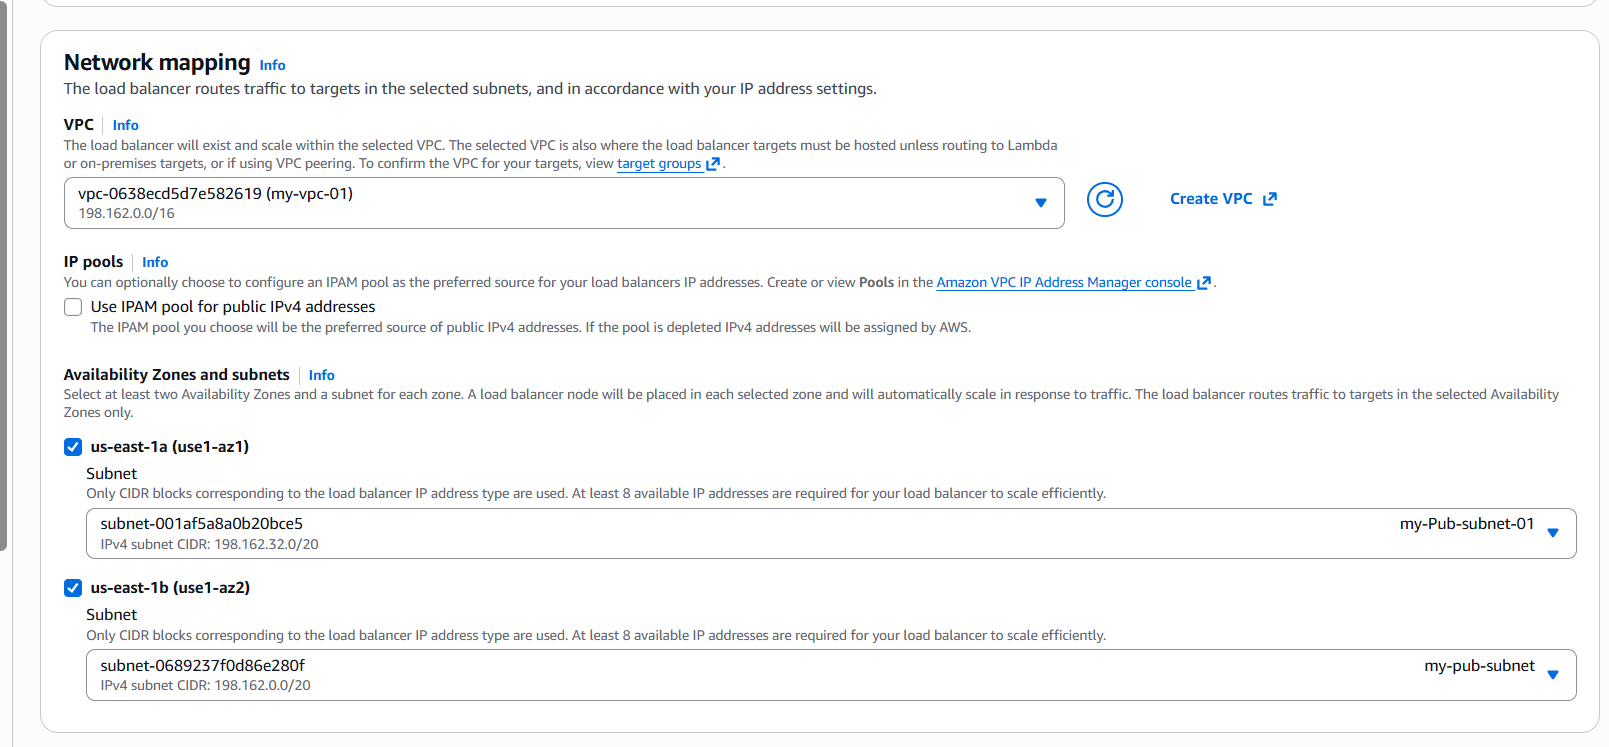 Network mapping Info
The load balancer routes traffic to targets in the selected subnets, and in accordance with your IP address settings.
VPC Info
The load balancer will exist and scale within the selected VPC. The selected VPC is also where the load balancer targets must be hosted unless routing to Lambda
or on-premises targets, or if using VPC peering. To confirm the VPC for your targets, view target groups.
vpc-0638ecd5d7e582619 (my-vpc-01)
198.162.0.0/16
Create VPC
IP pools Info
You can optionally choose to configure an IPAM pool as the preferred source for your load balancers IP addresses. Create or view Pools in the Amazon VPC IP Address Manager console.
Use IPAM pool for public IPv4 addresses
The IPAM pool you choose will be the preferred source of public IPv4 addresses. If the pool is depleted IPv4 addresses will be assigned by AWS.
Availability Zones and subnets Info
Select at least two Availability Zones and a subnet for each zone. A load balancer node will be placed in each selected zone and will automatically scale in response to traffic. The load balancer routes traffic to targets in the selected Availability
Zones only.
us-east-1a (use1-az1)
Subnet
Only CIDR blocks corresponding to the load balancer IP address type are used. At least 8 available IP addresses are required for your load balancer to scale efficiently.
subnet-001af5a8a0b20bce5 my-Pub-subnet-01
IPv4 subnet CIDR: 198.162.32.0/20
us-east-1b (use1-az2)
Subnet
Only CIDR blocks corresponding to the load balancer IP address type are used. At least 8 available IP addresses are required for your load balancer to scale efficiently.
subnet-0689237f0d86e280f my-pub-subnet
IPv4 subnet CIDR: 198.162.0.0/20